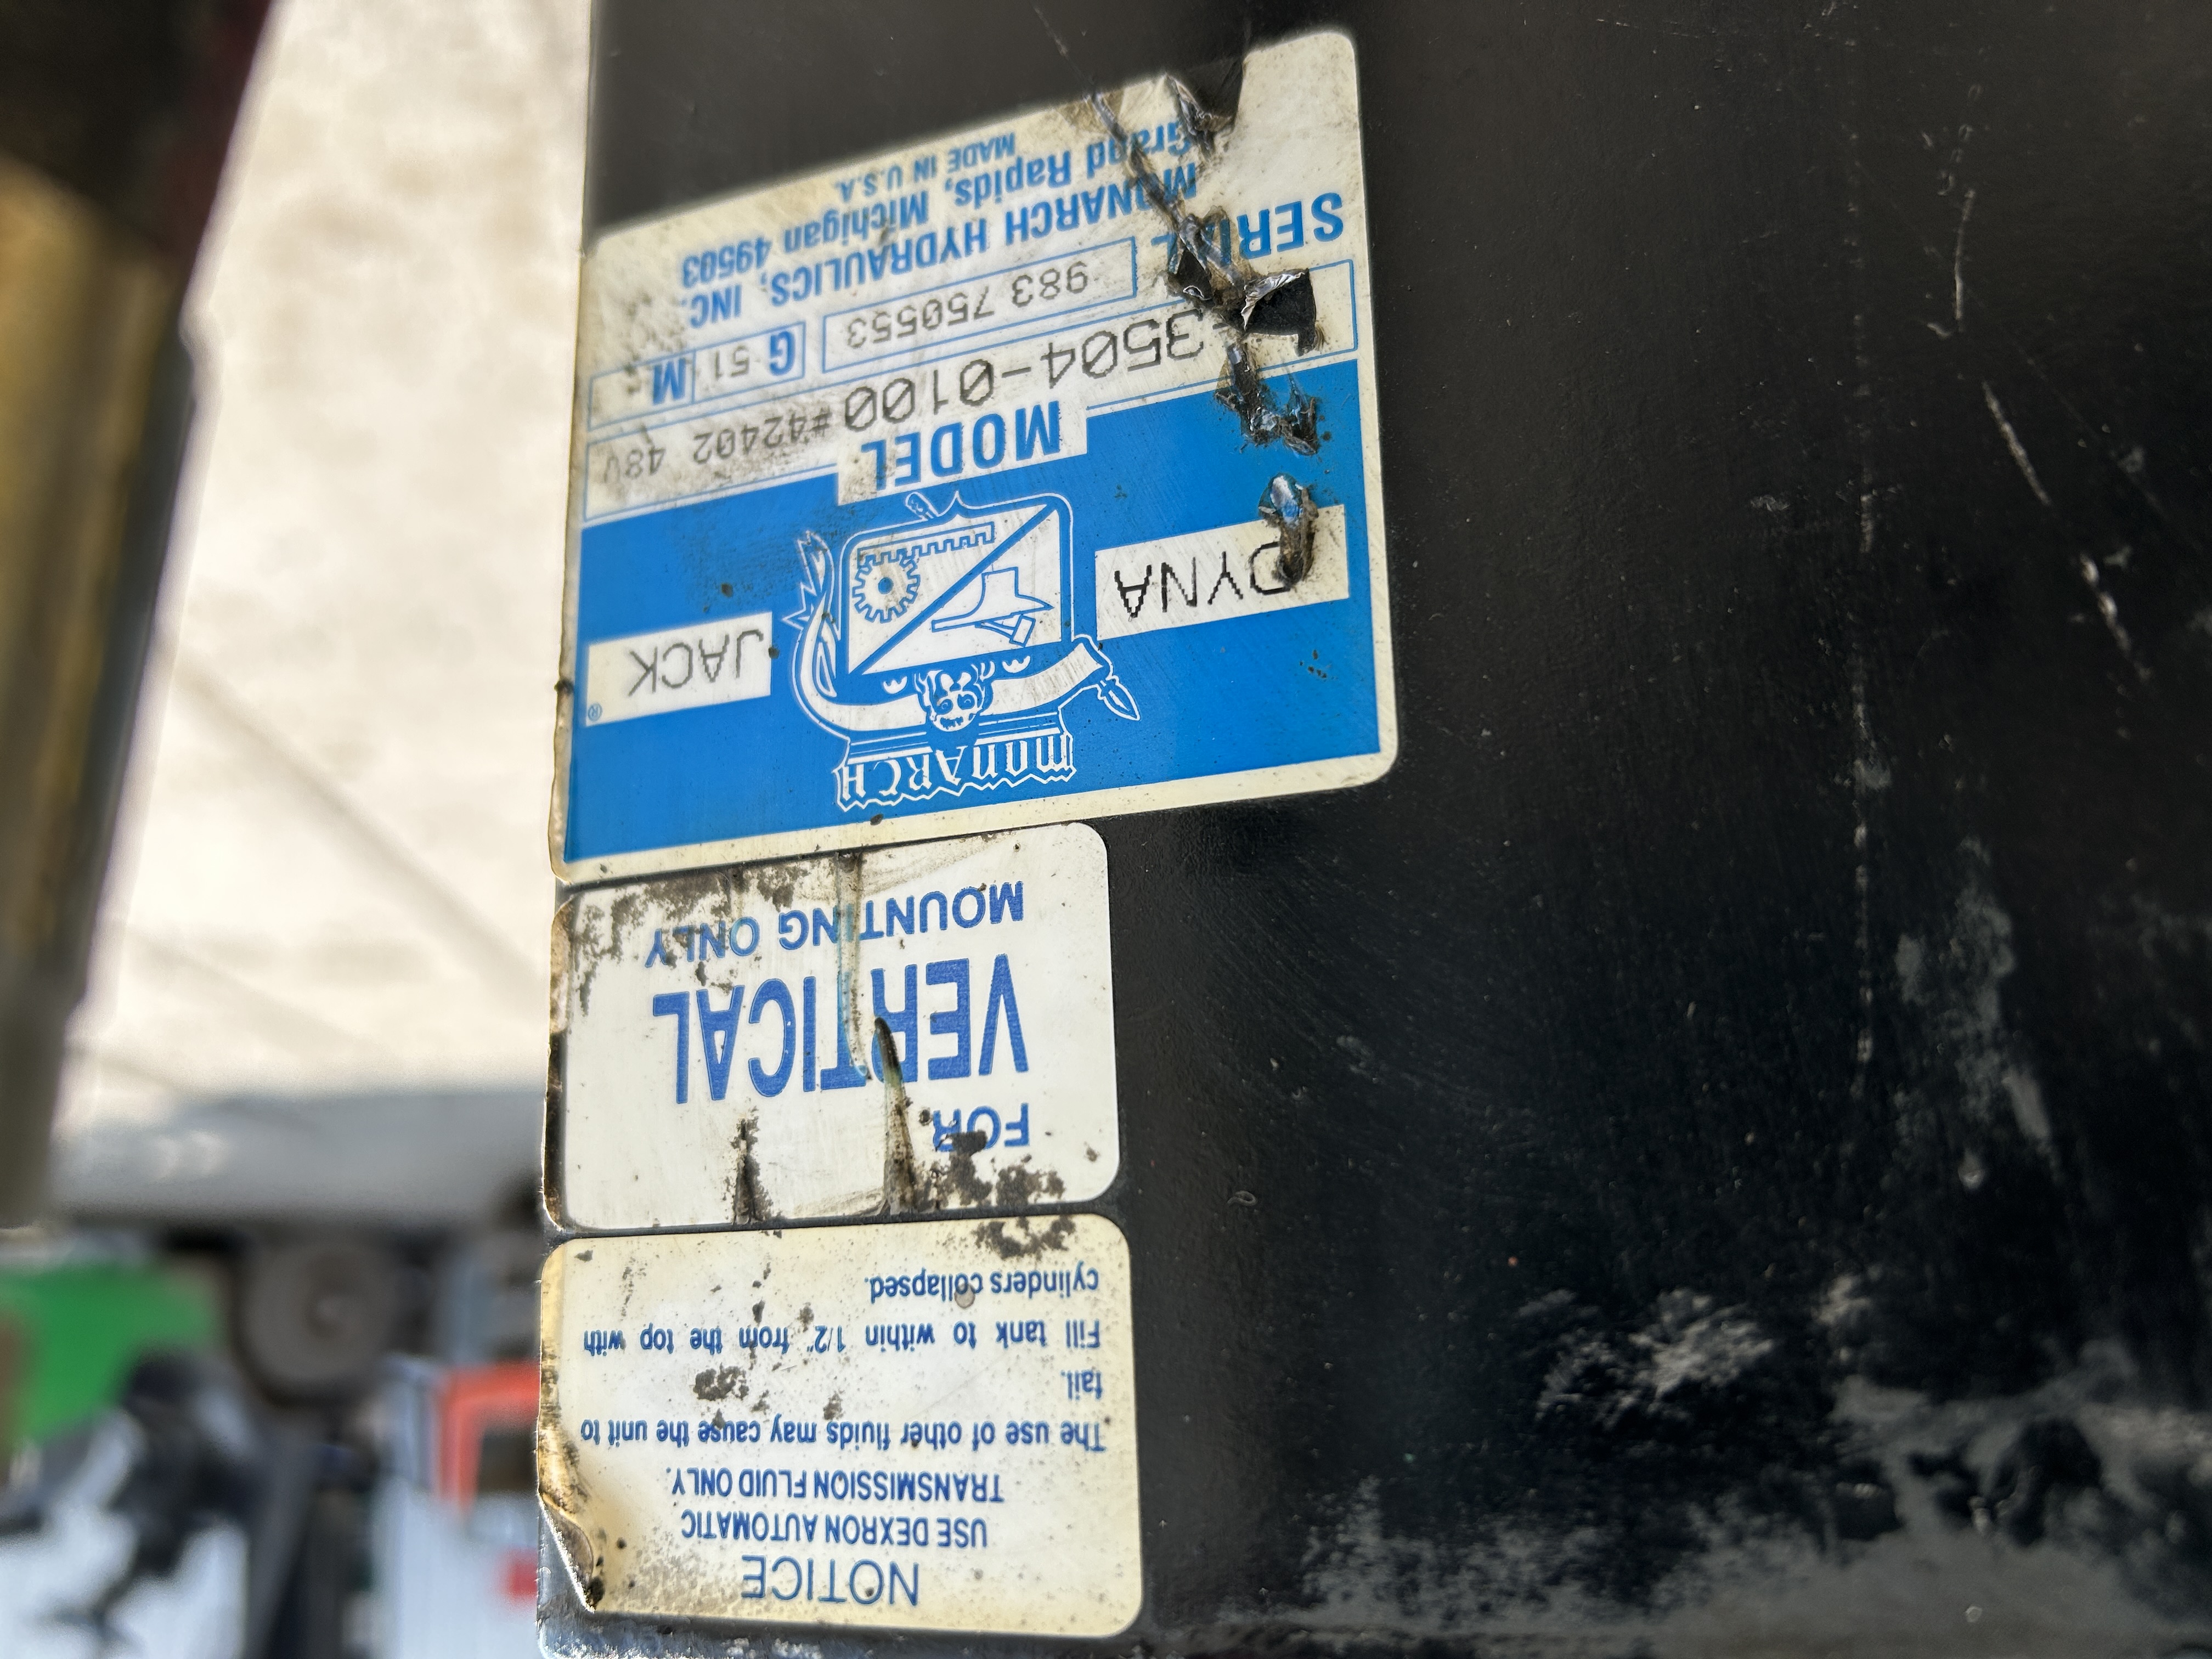 NOTICE
USE DEXRON AUTOMATIC
TRANSMISSION FLUID ONLY.
The use of other fluids may cause the unit to
fail.
Fill tank to within 1/2" from the top with
cylinders collapsed.
FOR
VERTICAL
MOUNTING ONLY
MONARCH
DYNA JACK ®
MODEL
-3504-0100 #42402 48V
983 750553 G 51 M
SERIAL
MONARCH HYDRAULICS, INC.
Grand Rapids, Michigan 49503
MADE IN U.S.A.